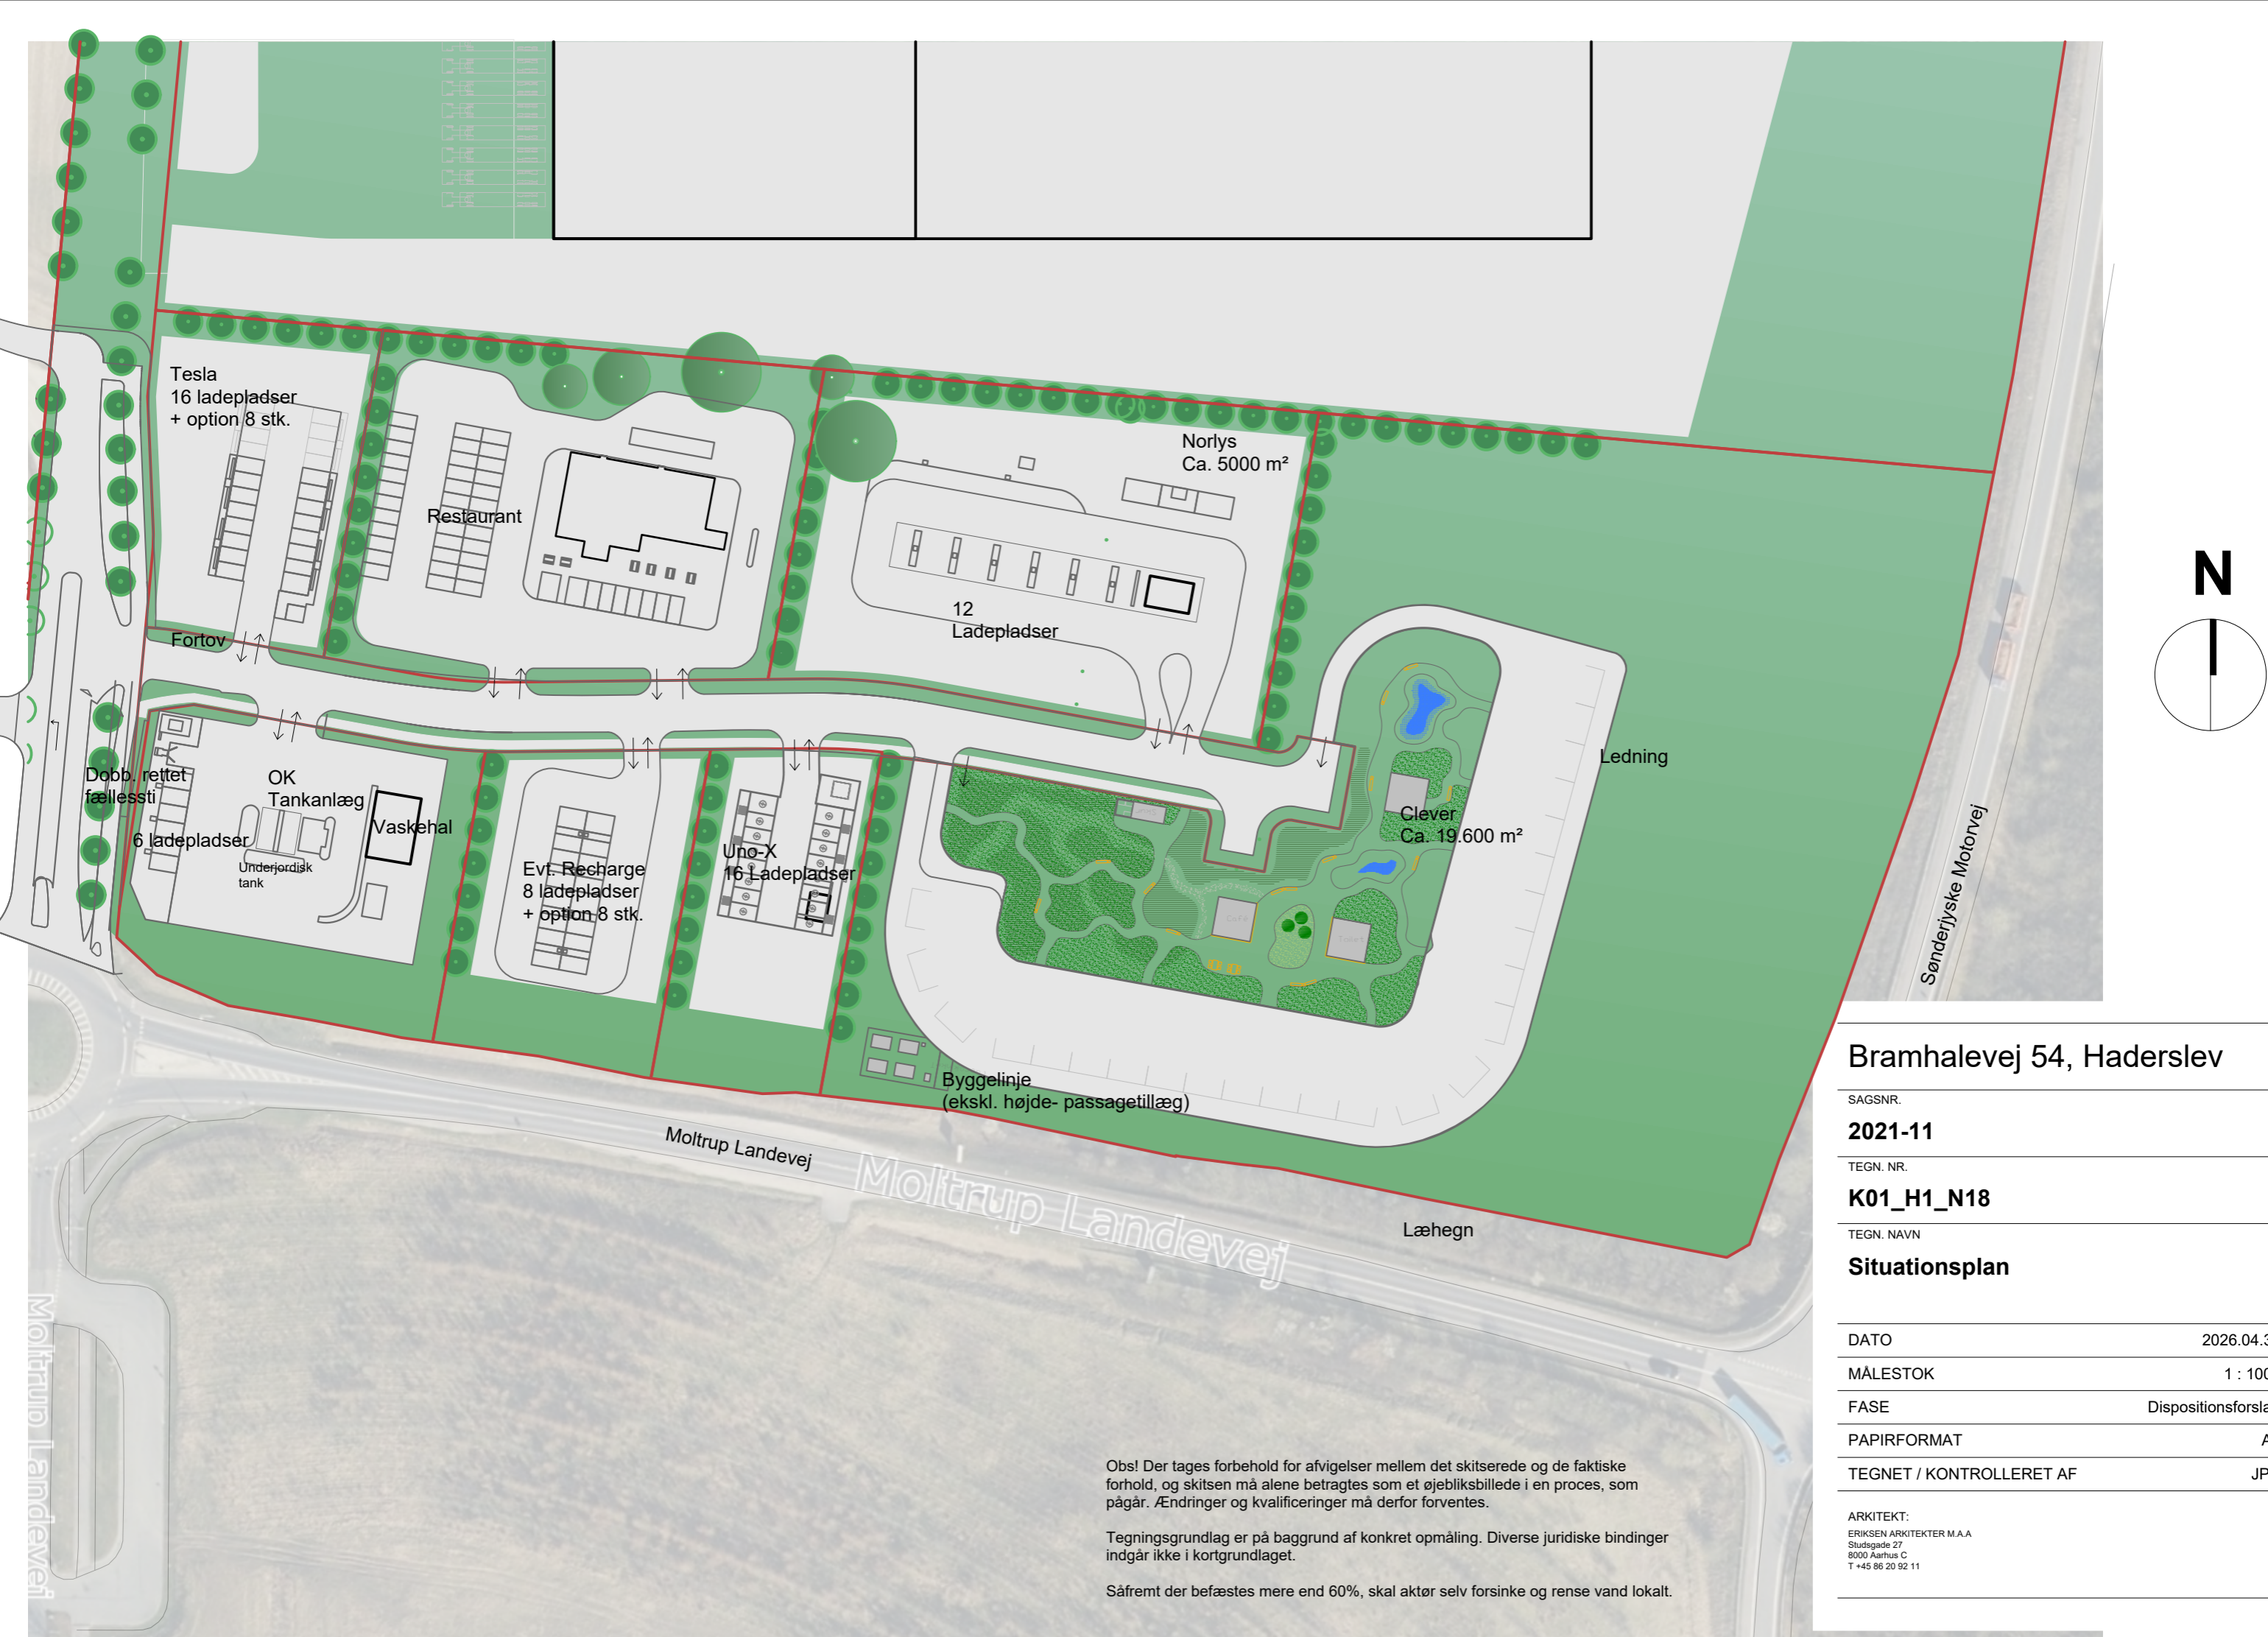 Tesla
16 ladepladser
+ option 8 stk.
Restaurant
Norlys
Ca. 5000 m²
12
Ladepladser
Fortov
Dobb. rettet
fællessti
OK
Tankanlæg
6 ladepladser
Vaskehal
Underjordisk
tank
Evt. Recharge
8 ladepladser
+ option 8 stk.
Uno-X
16 Ladepladser
Clever
Ca. 19.600 m²
Ledning
Sønderjyske Motorvej
Byggelinje
(ekskl. højde- passagetillæg)
Moltrup Landevej
Moltrup Landevej
Læhegn
Moltrup Landevej
N
Bramhalevej 54, Haderslev
SAGSNR.
2021-11
TEGN. NR.
K01_H1_N18
TEGN. NAVN
Situationsplan
DATO 2026.04.3
MÅLESTOK 1 : 100
FASE Dispositionsforsla
PAPIRFORMAT A
TEGNET / KONTROLLERET AF JP
ARKITEKT:
ERIKSEN ARKITEKTER M.A.A
Studsgade 27
8000 Aarhus C
T +45 86 20 92 11
Obs! Der tages forbehold for afvigelser mellem det skitserede og de faktiske
forhold, og skitsen må alene betragtes som et øjebliksbillede i en proces, som
pågår. Ændringer og kvalificeringer må derfor forventes.
Tegningsgrundlag er på baggrund af konkret opmåling. Diverse juridiske bindinger
indgår ikke i kortgrundlaget.
Såfremt der befæstes mere end 60%, skal aktør selv forsinke og rense vand lokalt.